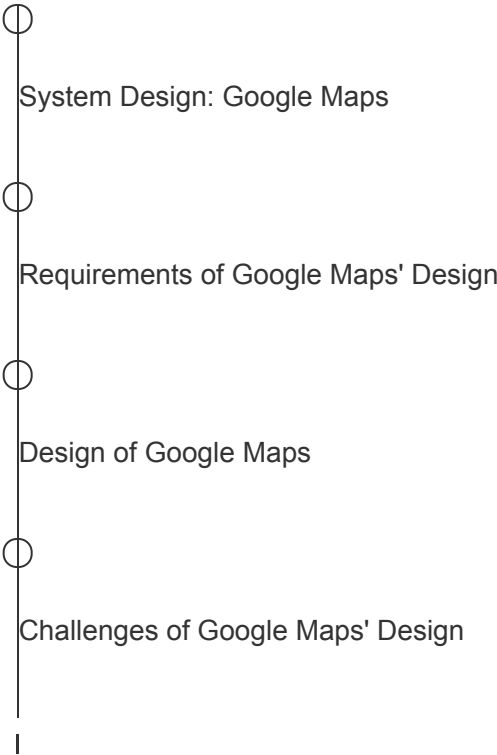 System Design: Google Maps
Requirements of Google Maps' Design
Design of Google Maps
Challenges of Google Maps' Design